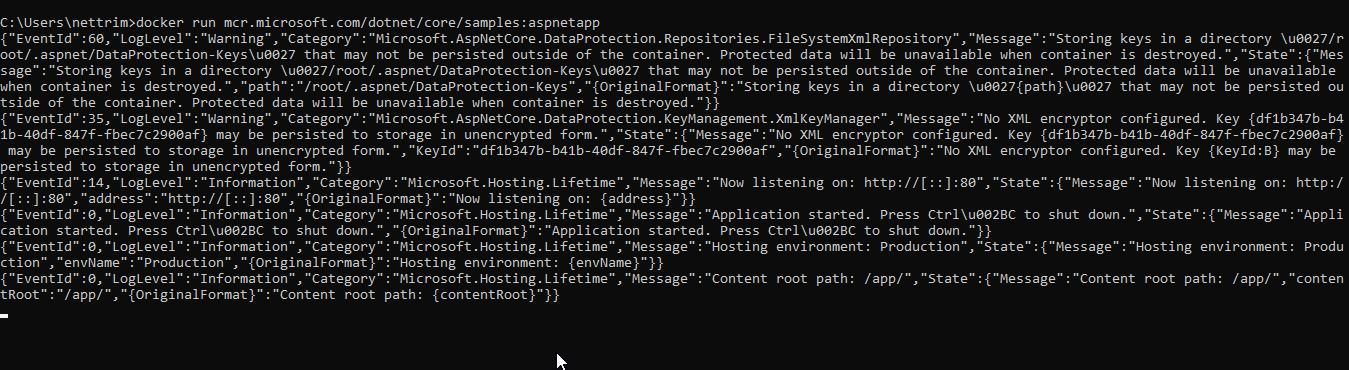 C:\Users\nettrim>docker run mcr.microsoft.com/dotnet/core/samples:aspnetapp
{"EventId":60,"LogLevel":"Warning","Category":"Microsoft.AspNetCore.DataProtection.Repositories.FileSystemXmlRepository","Message":"Storing keys in a directory \u0027/r
oot/.aspnet/DataProtection-Keys\u0027 that may not be persisted outside of the container. Protected data will be unavailable when container is destroyed.","State":{"Mes
sage":"Storing keys in a directory \u0027/root/.aspnet/DataProtection-Keys\u0027 that may not be persisted outside of the container. Protected data will be unavailable
when container is destroyed.","path":"/root/.aspnet/DataProtection-Keys","{OriginalFormat}":"Storing keys in a directory \u0027{path}\u0027 that may not be persisted ou
tside of the container. Protected data will be unavailable when container is destroyed."}}
{"EventId":35,"LogLevel":"Warning","Category":"Microsoft.AspNetCore.DataProtection.KeyManagement.XmlKeyManager","Message":"No XML encryptor configured. Key {df1b347b-b4
1b-40df-847f-fbec7c2900af} may be persisted to storage in unencrypted form.","State":{"Message":"No XML encryptor configured. Key {df1b347b-b41b-40df-847f-fbec7c2900af}
may be persisted to storage in unencrypted form.","KeyId":"df1b347b-b41b-40df-847f-fbec7c2900af","{OriginalFormat}":"No XML encryptor configured. Key {KeyId:B} may be
persisted to storage in unencrypted form."}}
{"EventId":14,"LogLevel":"Information","Category":"Microsoft.Hosting.Lifetime","Message":"Now listening on: http://[::]:80","State":{"Message":"Now listening on: http:/
/[::]:80","address":"http://[::]:80","{OriginalFormat}":"Now listening on: {address}"}}
{"EventId":0,"LogLevel":"Information","Category":"Microsoft.Hosting.Lifetime","Message":"Application started. Press Ctrl\u002BC to shut down.","State":{"Message":"Appli
cation started. Press Ctrl\u002BC to shut down.","{OriginalFormat}":"Application started. Press Ctrl\u002BC to shut down."}}
{"EventId":0,"LogLevel":"Information","Category":"Microsoft.Hosting.Lifetime","Message":"Hosting environment: Production","State":{"Message":"Hosting environment: Produ
ction","envName":"Production","{OriginalFormat}":"Hosting environment: {envName}"}}
{"EventId":0,"LogLevel":"Information","Category":"Microsoft.Hosting.Lifetime","Message":"Content root path: /app/","State":{"Message":"Content root path: /app/","conten
tRoot":"/app/","{OriginalFormat}":"Content root path: {contentRoot}"}}